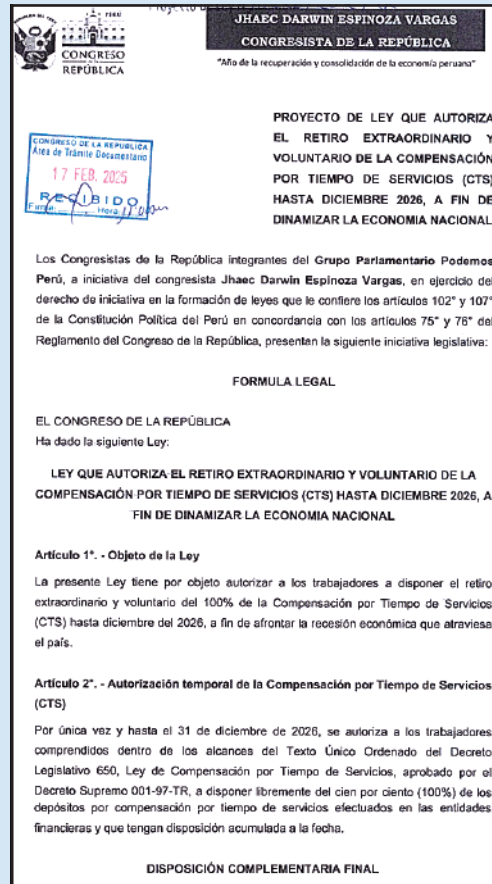 Proyecto de
PERÚ
CONGRESO
REPÚBLICA
JHAEC DARWIN ESPINOZA VARGAS
CONGRESISTA DE LA REPÚBLICA
"Año de la recuperación y consolidación de la economía peruana"
PROYECTO DE LEY QUE AUTORIZA
EL RETIRO EXTRAORDINARIO Y
VOLUNTARIO DE LA COMPENSACIÓN
POR TIEMPO DE SERVICIOS (CTS)
HASTA DICIEMBRE 2026, A FIN DE
DINAMIZAR LA ECONOMIA NACIONAL
CONGRESO DE LA REPUBLICA
Área de Trámite Documentario
17 FEB. 2025
RECIBIDO
Firma Hora
Los Congresistas de la República integrantes del Grupo Parlamentario Podemos
Perú, a iniciativa del congresista Jhaec Darwin Espinoza Vargas, en ejercicio del
derecho de iniciativa en la formación de leyes que le confiere los artículos 102° y 107°
de la Constitución Política del Perú en concordancia con los artículos 75° y 76° del
Reglamento del Congreso de la República, presentan la siguiente iniciativa legislativa:
FORMULA LEGAL
EL CONGRESO DE LA REPÚBLICA
Ha dado la siguiente Ley:
LEY QUE AUTORIZA EL RETIRO EXTRAORDINARIO Y VOLUNTARIO DE LA
COMPENSACIÓN POR TIEMPO DE SERVICIOS (CTS) HASTA DICIEMBRE 2026, A
FIN DE DINAMIZAR LA ECONOMIA NACIONAL
Artículo 1°. - Objeto de la Ley
La presente Ley tiene por objeto autorizar a los trabajadores a disponer el retiro
extraordinario y voluntario del 100% de la Compensación por Tiempo de Servicios
(CTS) hasta diciembre del 2026, a fin de afrontar la recesión económica que atraviesa
el país.
Artículo 2°. - Autorización temporal de la Compensación por Tiempo de Servicios
(CTS)
Por única vez y hasta el 31 de diciembre de 2026, se autoriza a los trabajadores
comprendidos dentro de los alcances del Texto Único Ordenado del Decreto
Legislativo 650, Ley de Compensación por Tiempo de Servicios, aprobado por el
Decreto Supremo 001-97-TR, a disponer libremente del cien por ciento (100%) de los
depósitos por compensación por tiempo de servicios efectuados en las entidades
financieras y que tengan disposición acumulada a la fecha.
DISPOSICIÓN COMPLEMENTARIA FINAL